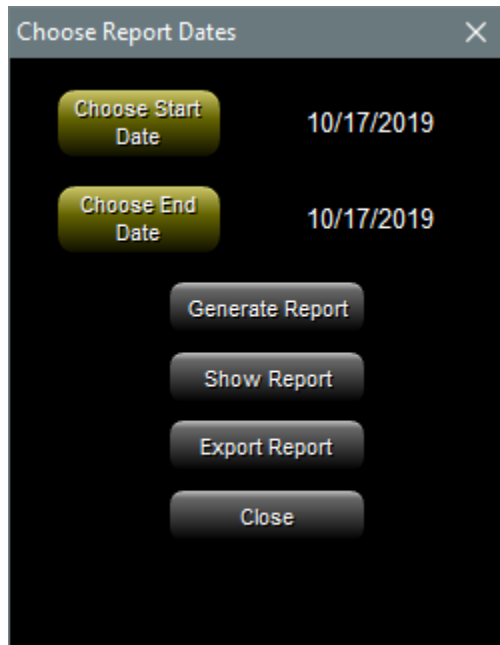 Choose Report Dates
Choose Start
Date
10/17/2019
Choose End
Date
10/17/2019
Generate Report
Show Report
Export Report
Close